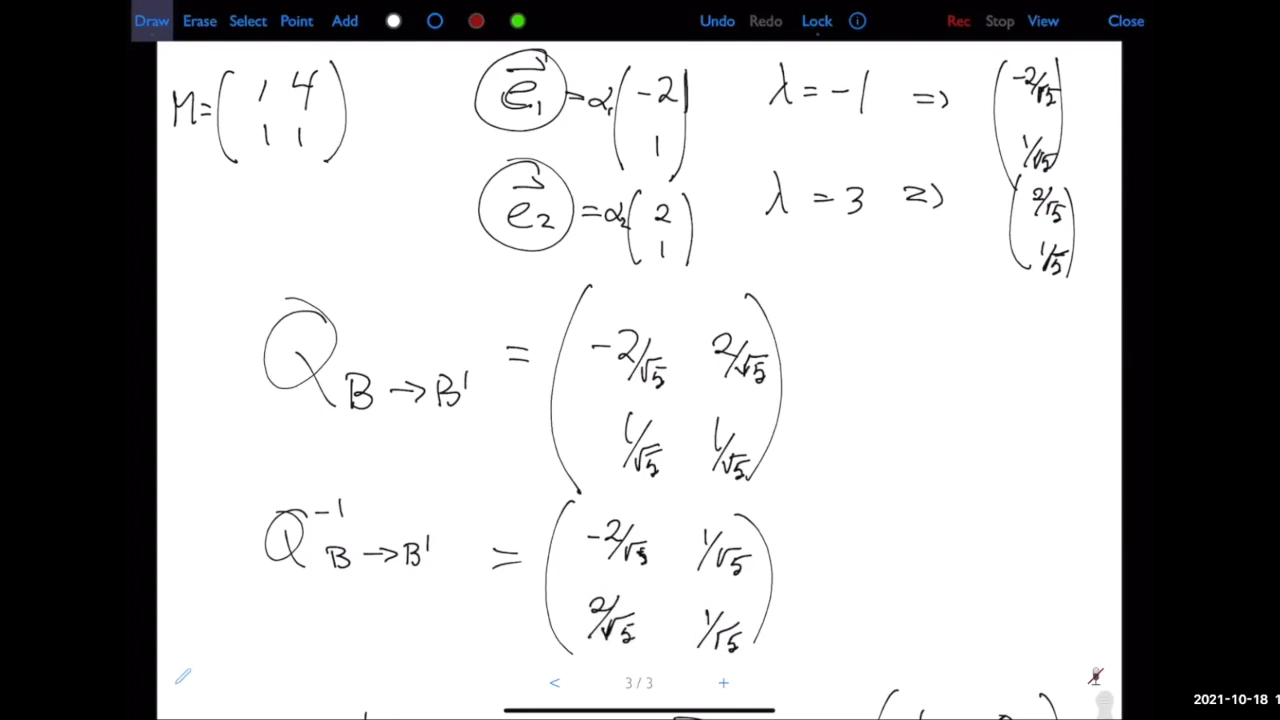 Draw Erase Select Point Add Undo Redo Lock Rec Stop View Close
M = ( 1 4 ; 1 1 )
e⃗₁ = α₁ ( -2 ; 1 ) λ = -1 => ( -2/√5 ; 1/√5 )
e⃗₂ = α₂ ( 2 ; 1 ) λ = 3 => ( 2/√5 ; 1/√5 )
Q B → B' = ( -2/√5 2/√5 ; 1/√5 1/√5 )
Q⁻¹ B → B' = ( -2/√5 1/√5 ; 2/√5 1/√5 )
< 3 / 3 +
2021-10-18 1